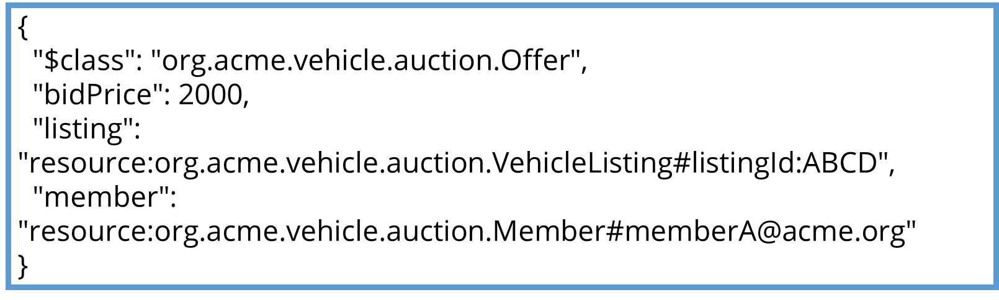 {
  "$class": "org.acme.vehicle.auction.Offer",
  "bidPrice": 2000,
  "listing":
"resource:org.acme.vehicle.auction.VehicleListing#listingId:ABCD",
  "member":
"resource:org.acme.vehicle.auction.Member#memberA@acme.org"
}